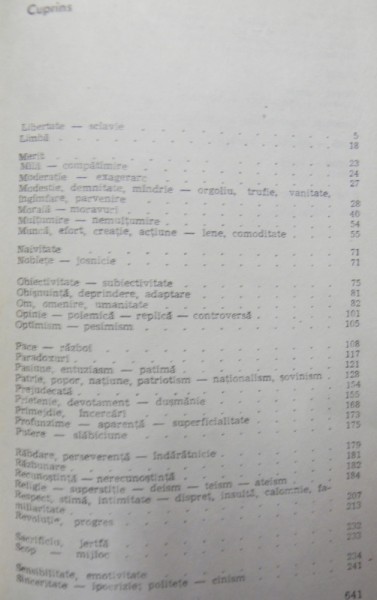 Cuprins
Libertate — sclavie . . . . . . . . . . 5
Limbă . . . . . . . . . . 18
Merit . . . . . . . . . . 23
Milă — compătimire . . . . . . . . . . 24
Moderație — exagerare . . . . . . . . . . 27
Modestie, demnitate, mîndrie — orgoliu, trufie, vanitate,
îngîmfare, parvenire . . . . . . . . . . 28
Morală — moravuri . . . . . . . . . . 46
Mulțumire — nemulțumire . . . . . . . . . . 54
Muncă, efort, creație, acțiune — lene, comoditate . . 55
Naivitate . . . . . . . . . . 71
Noblețe — josnicie . . . . . . . . . . 71
Obiectivitate — subiectivitate . . . . . . . . . . 75
Obișnuință, deprindere, adaptare . . . . . . . . . . 81
Om, omenire, umanitate . . . . . . . . . . 82
Opinie — polemică — replică — controversă . . . . 101
Optimism — pesimism . . . . . . . . . . 105
Pace — război . . . . . . . . . . 108
Paradoxuri . . . . . . . . . . 117
Pasiune, entuziasm — patimă . . . . . . . . . . 121
Patrie, popor, națiune, patriotism — naționalism, șovinism 128
Prejudecată . . . . . . . . . . 154
Prietenie, devotament — dușmănie . . . . . . . . . . 155
Primejdie, încercări . . . . . . . . . . 168
Profunzime — aparență — superficialitate . . . . 173
Putere — slăbiciune . . . . . . . . . . 175
Răbdare, perseverență — îndărătnicie . . . . . . 179
Răzbunare . . . . . . . . . . 181
Recunoștință — nerecunoștință . . . . . . . . . . 182
Religie — superstiție — deism — teism — ateism . . 184
Respect, stimă, intimitate — dispreț, insultă, calomnie, fa-
miliaritate . . . . . . . . . . 207
Revoluție, progres . . . . . . . . . . 213
Sacrificiu, jertfă . . . . . . . . . . 232
Scop — mijloc . . . . . . . . . . 233
Sensibilitate, emotivitate . . . . . . . . . . 234
Sinceritate — ipocrizie; politețe — cinism . . . . 241
641